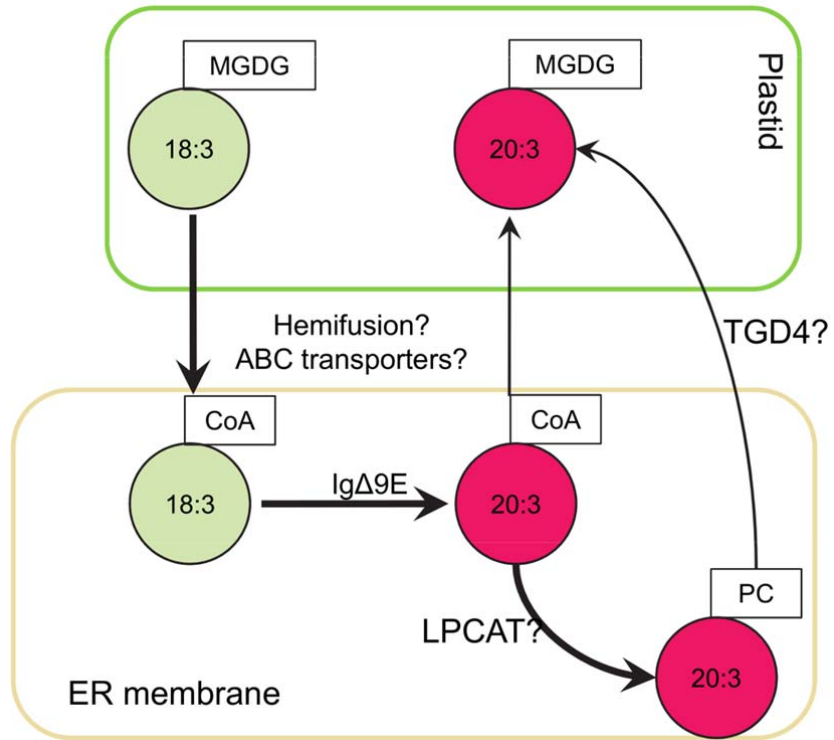 MGDG
18:3
MGDG
20:3
Plastid
Hemifusion?
ABC transporters?
TGD4?
CoA
18:3
IgΔ9E
CoA
20:3
LPCAT?
PC
20:3
ER membrane